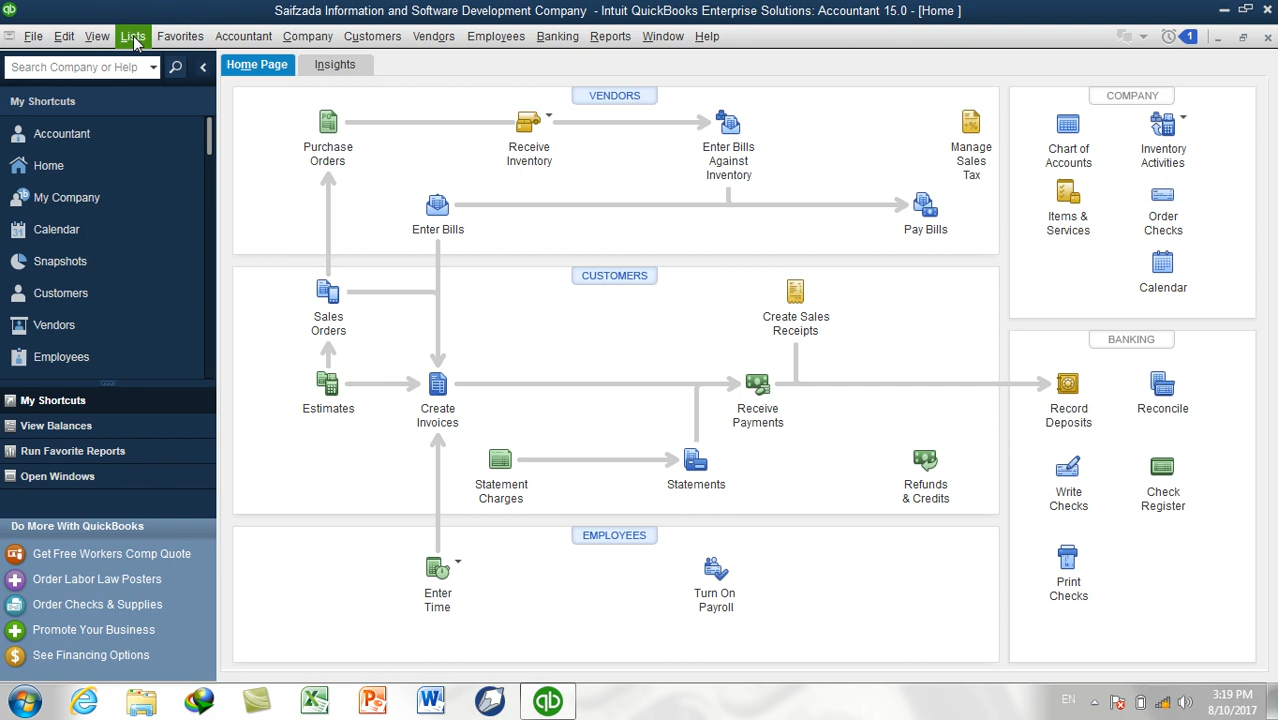 Saifzada Information and Software Development Company - Intuit QuickBooks Enterprise Solutions: Accountant 15.0 - [Home ]
File Edit View Lists Favorites Accountant Company Customers Vendors Employees Banking Reports Window Help 1
Search Company or Help
Home Page Insights
My Shortcuts
Accountant
Home
My Company
Calendar
Snapshots
Customers
Vendors
Employees
My Shortcuts
View Balances
Run Favorite Reports
Open Windows
Do More With QuickBooks
Get Free Workers Comp Quote
Order Labor Law Posters
Order Checks & Supplies
Promote Your Business
See Financing Options
VENDORS
Purchase
Orders
Receive
Inventory
Enter Bills
Against
Inventory
Manage
Sales
Tax
Enter Bills
Pay Bills
CUSTOMERS
Sales
Orders
Create Sales
Receipts
Estimates
Create
Invoices
Receive
Payments
Statement
Charges
Statements
Refunds
& Credits
EMPLOYEES
Enter
Time
Turn On
Payroll
COMPANY
Chart of
Accounts
Inventory
Activities
Items &
Services
Order
Checks
Calendar
BANKING
Record
Deposits
Reconcile
Write
Checks
Check
Register
Print
Checks
EN
3:19 PM
8/10/2017